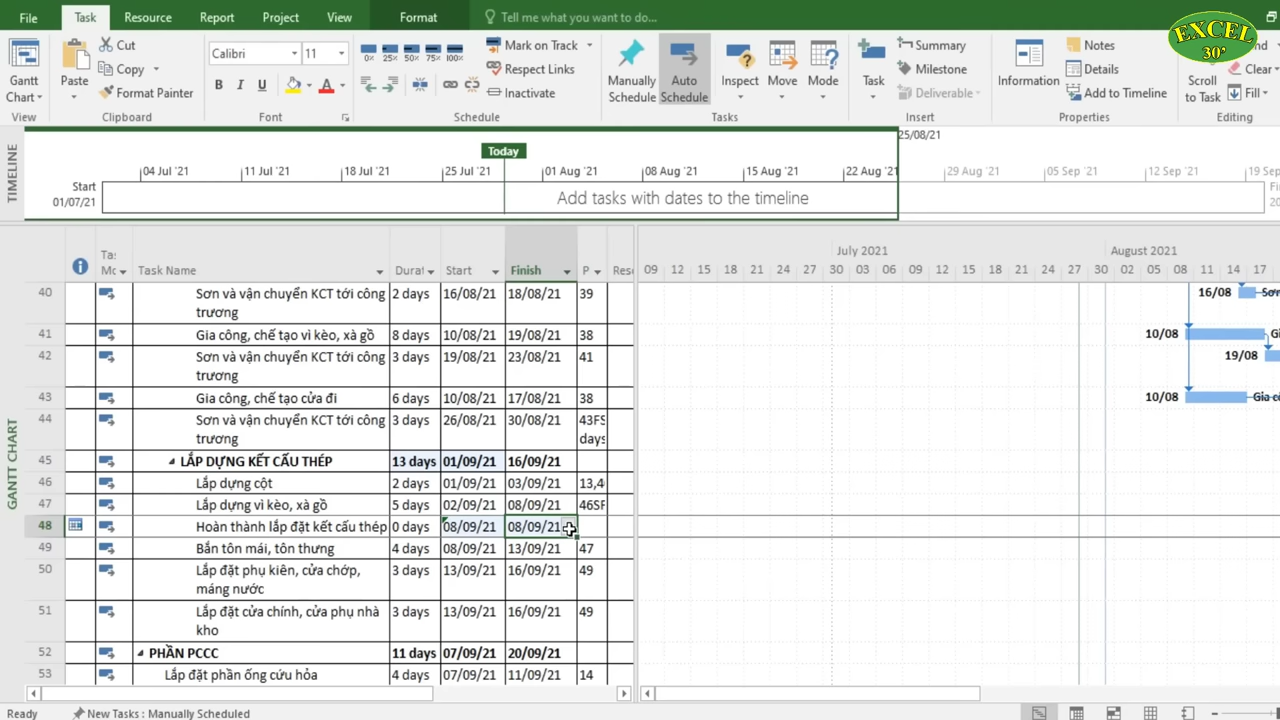 File Task Resource Report Project View Format Tell me what you want to do...
EXCEL
30s
Gantt
Chart
View
Paste
Cut
Copy
Format Painter
Clipboard
Calibri 11
B I U A
Font
0% 25% 50% 75% 100%
Mark on Track
Respect Links
Inactivate
Schedule
Manually
Schedule
Auto
Schedule
Inspect
Move
Mode
Tasks
Task
Summary
Milestone
Deliverable
Insert
Information
Notes
Details
Add to Timeline
Properties
Scroll
to Task
Clear
Fill
Editing
TIMELINE
25/08/21
Today
04 Jul '21 11 Jul '21 18 Jul '21 25 Jul '21 01 Aug '21 08 Aug '21 15 Aug '21 22 Aug '21 29 Aug '21 05 Sep '21 12 Sep '21 19 Sep
Start
01/07/21
Add tasks with dates to the timeline
GANTT CHART
Task Name Start Finish P
July 2021 August 2021
09 12 15 18 21 24 27 30 03 06 09 12 15 18 21 24 27 30 02 05 08 11 14 17
40 Sơn và vận chuyển KCT tới công 2 days 16/08/21 18/08/21 39 16/08 Sơn
trương
41 Gia công, chế tạo vì kèo, xà gồ 8 days 10/08/21 19/08/21 38 10/08
42 Sơn và vận chuyển KCT tới công 3 days 19/08/21 23/08/21 41 19/08
trương
43 Gia công, chế tạo cửa đi 6 days 10/08/21 17/08/21 38 10/08 Gia cô
44 Sơn và vận chuyển KCT tới công 3 days 26/08/21 30/08/21 43FS
trương days
45 LẮP DỰNG KẾT CẤU THÉP 13 days 01/09/21 16/09/21
46 Lắp dựng cột 2 days 01/09/21 03/09/21 13,4
47 Lắp dựng vì kèo, xà gồ 5 days 02/09/21 08/09/21 46SF
48 Hoàn thành lắp đặt kết cấu thép 0 days 08/09/21 08/09/21
49 Bắn tôn mái, tôn thưng 4 days 08/09/21 13/09/21 47
50 Lắp đặt phụ kiên, cửa chớp, 3 days 13/09/21 16/09/21 49
máng nước
51 Lắp đặt cửa chính, cửa phụ nhà 3 days 13/09/21 16/09/21 49
kho
52 PHẦN PCCC 11 days 07/09/21 20/09/21
53 Lắp đặt phần ống cứu hỏa 4 days 07/09/21 11/09/21 14
Ready New Tasks : Manually Scheduled